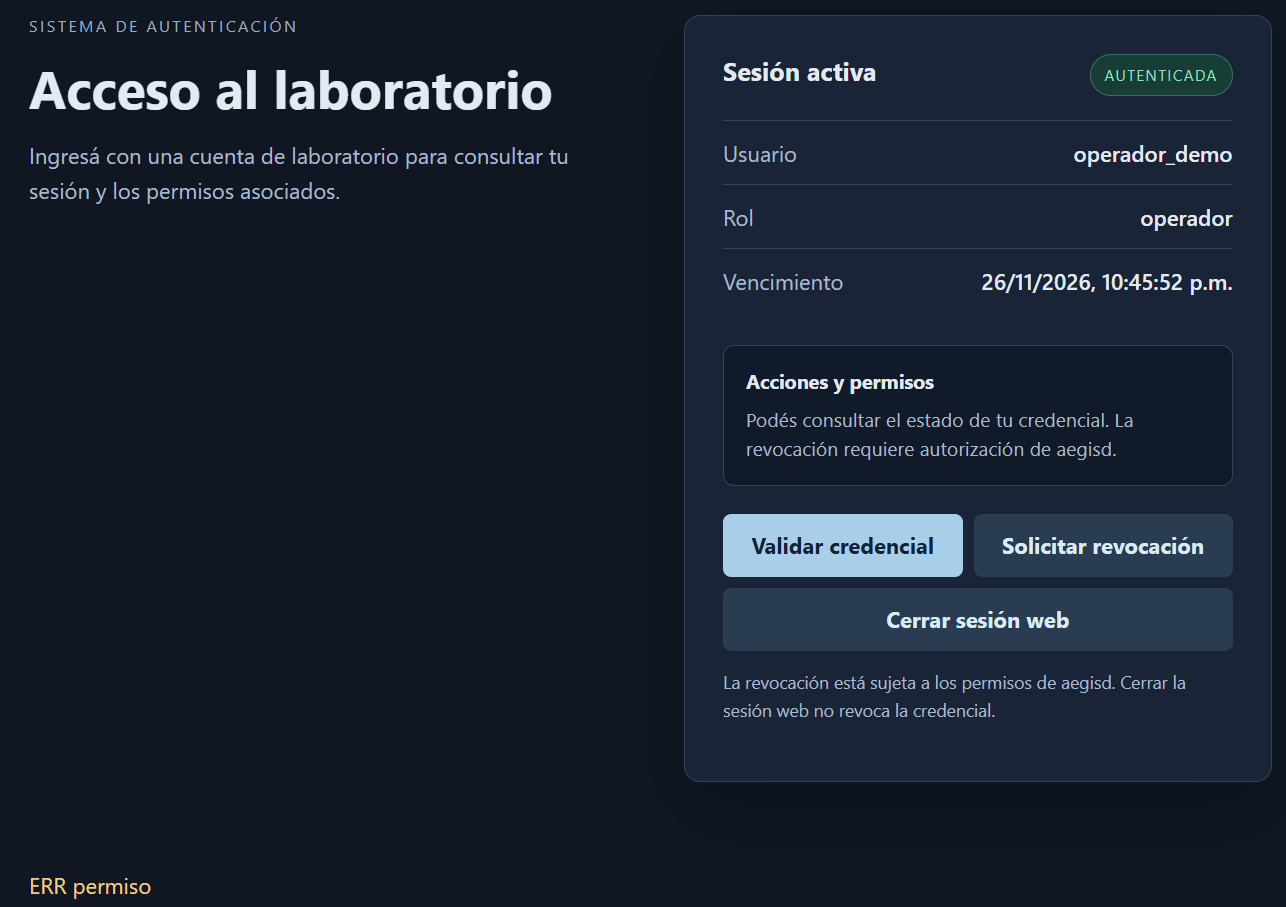 SISTEMA DE AUTENTICACIÓN
Acceso al laboratorio
Ingresá con una cuenta de laboratorio para consultar tu
sesión y los permisos asociados.
Sesión activa
AUTENTICADA
Usuario
operador_demo
Rol
operador
Vencimiento
26/11/2026, 10:45:52 p.m.
Acciones y permisos
Podés consultar el estado de tu credencial. La
revocación requiere autorización de aegisd.
Validar credencial
Solicitar revocación
Cerrar sesión web
La revocación está sujeta a los permisos de aegisd. Cerrar la
sesión web no revoca la credencial.
ERR permiso